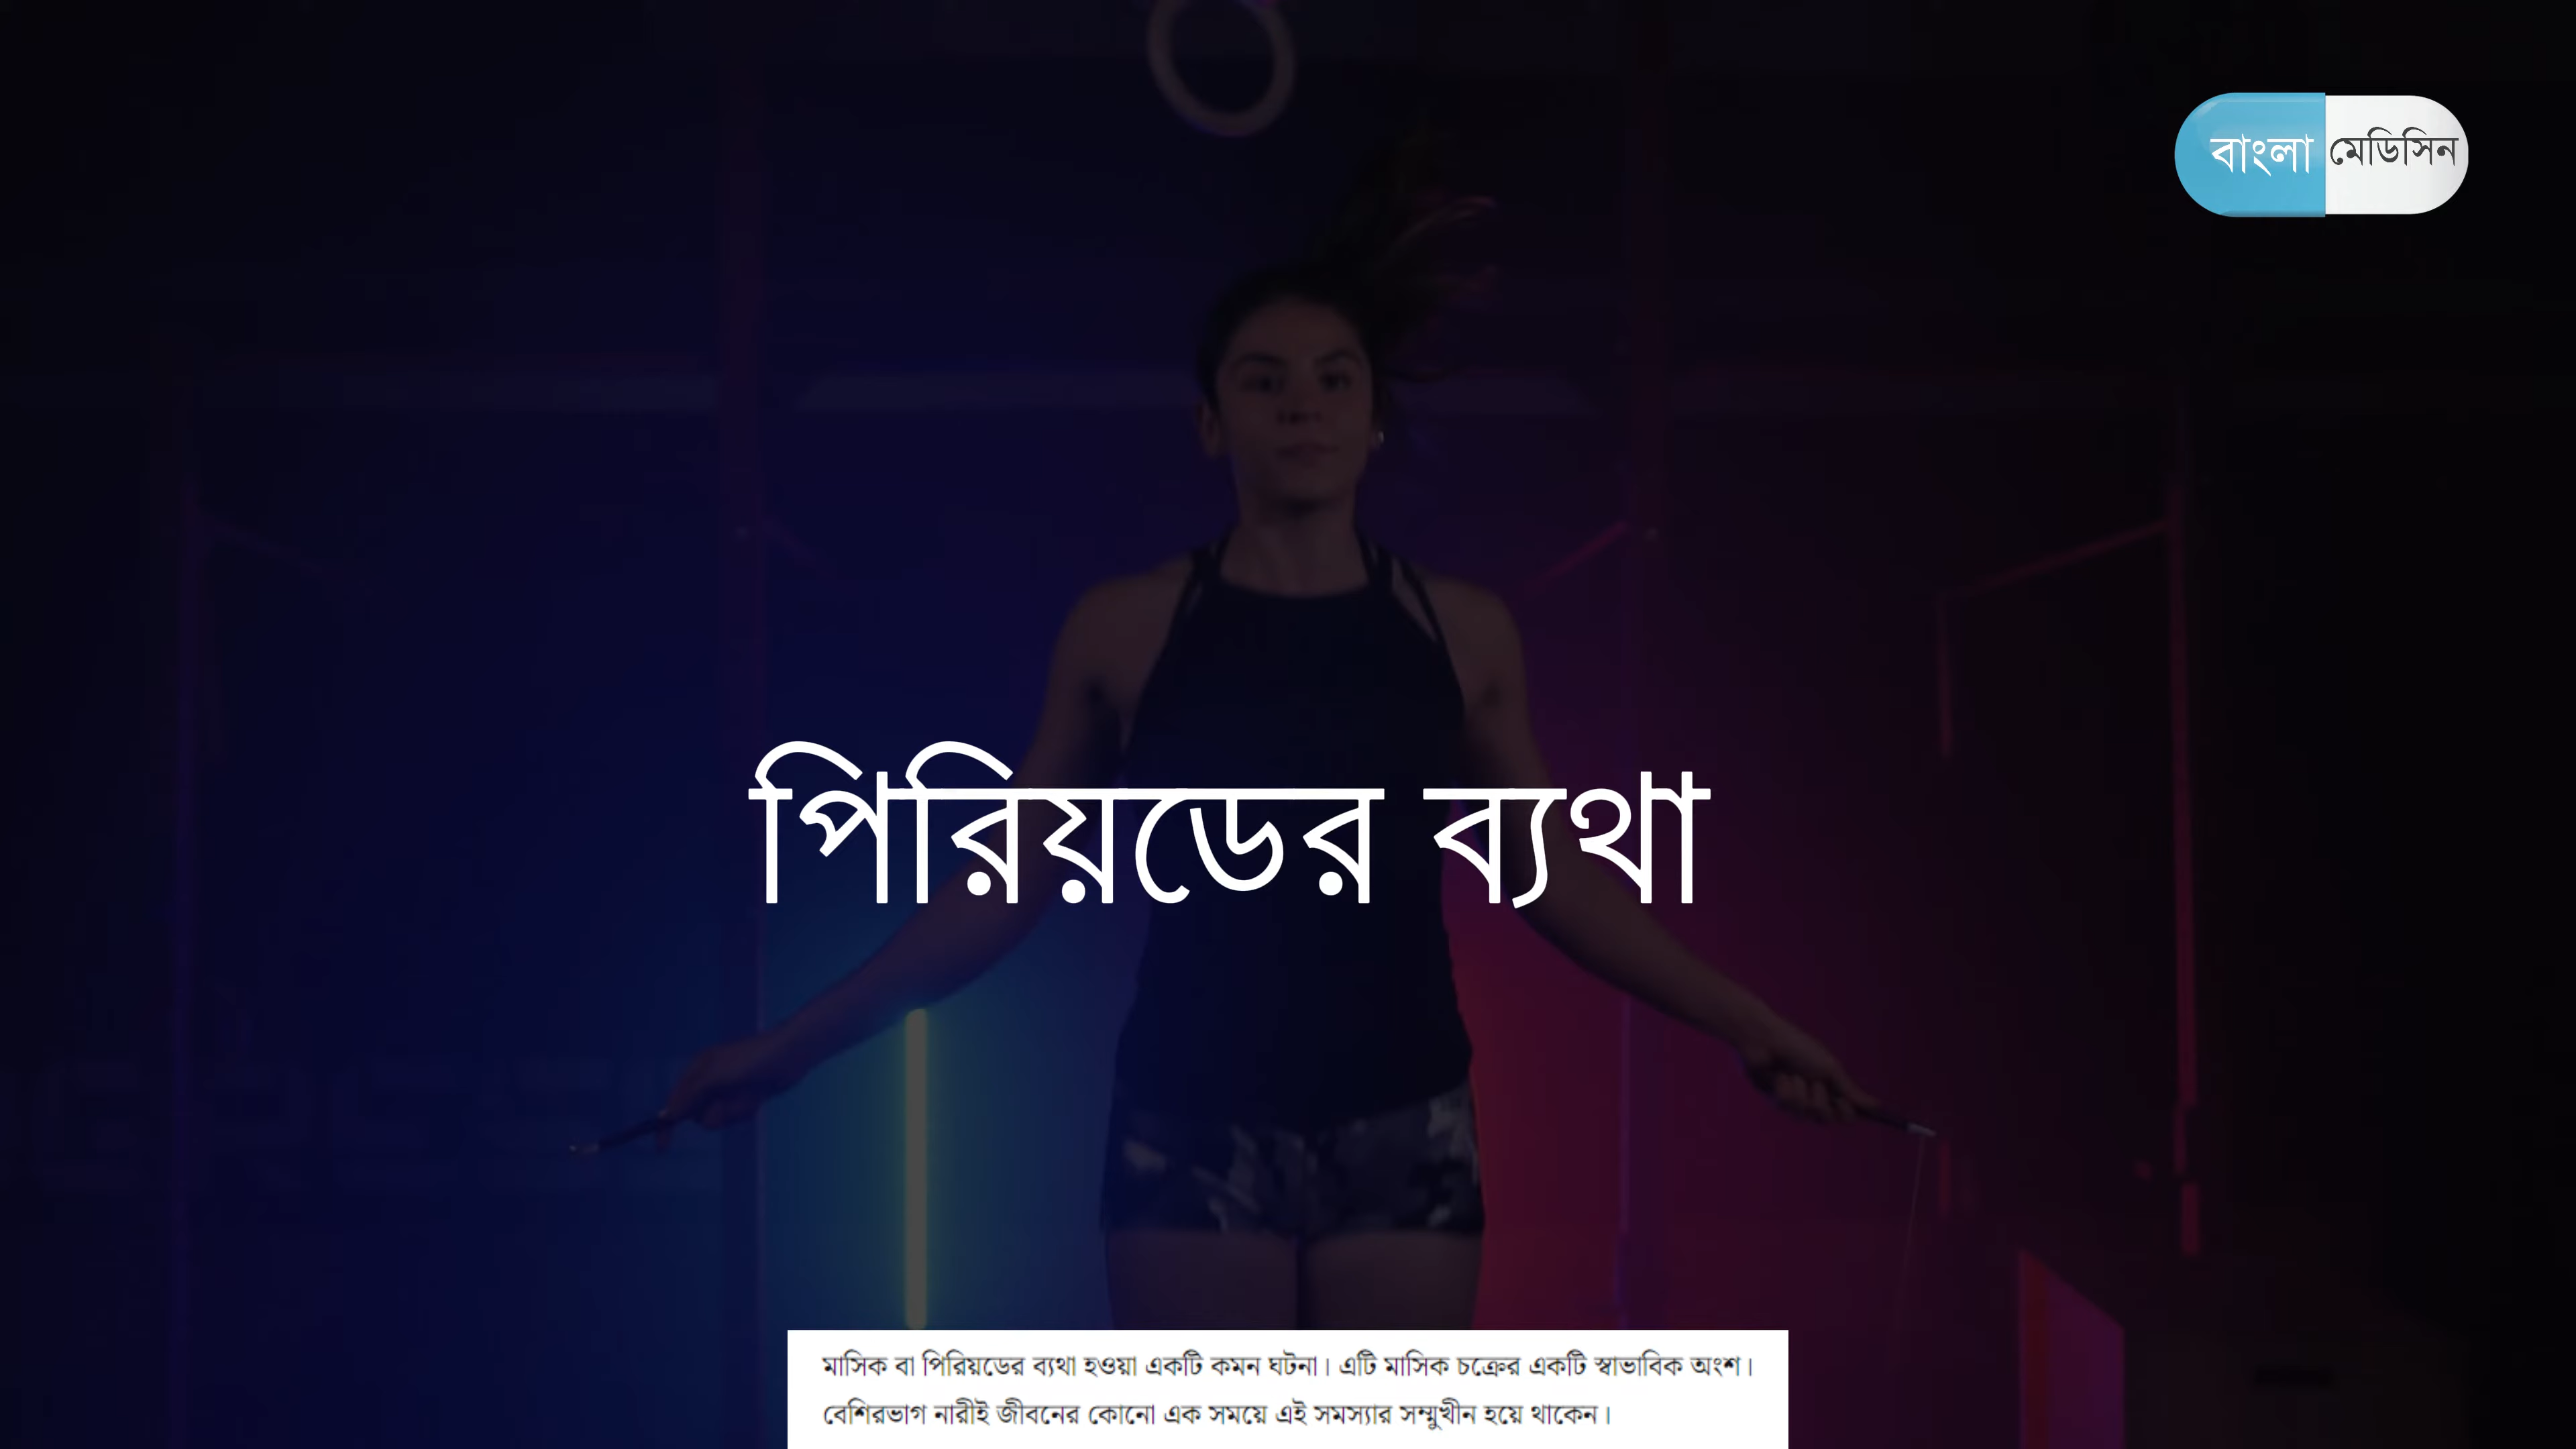 বাংলা মেডিসিন
পিরিয়ডের ব্যথা
মাসিক বা পিরিয়ডের ব্যথা হওয়া একটি কমন ঘটনা। এটি মাসিক চক্রের একটি স্বাভাবিক অংশ।
বেশিরভাগ নারীই জীবনের কোনো এক সময়ে এই সমস্যার সম্মুখীন হয়ে থাকেন।